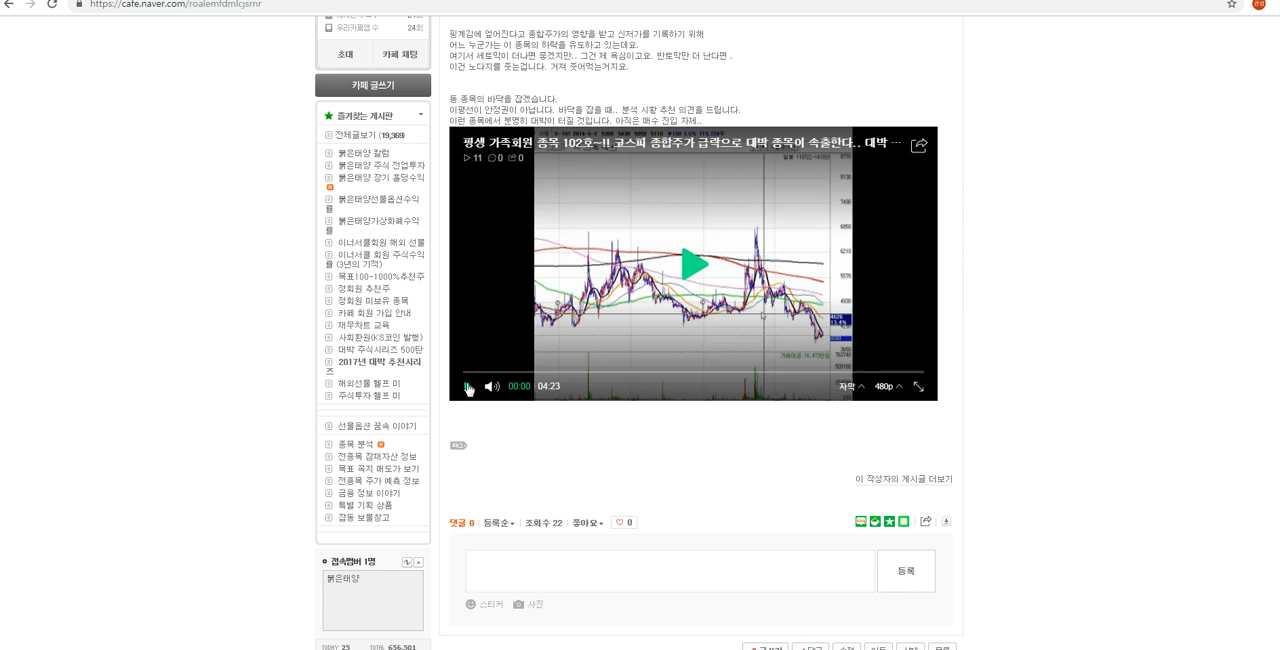 https://cafe.naver.com/roalemfdmlcjsrnr
우리카페앱 수 24회
초대 카페 채팅
카페 글쓰기
즐겨찾는 게시판
전체글보기 (19,369)
붉은태양 칼럼
붉은태양 주식 전업투자
붉은태양 장기 홀딩수익
붉은태양선물옵션수익
률
붉은태양가상화폐수익
률
이너서클회원 해외 선물
이너서클 회원 주식수익
률 (3년의 기적)
목표100-1000%추천주
정회원 추천주
정회원 미보유 종목
카페 회원 가입 안내
재무차트 교육
사회환원(KS코인 발행)
대박 주식시리즈 500탄
2017년 대박 추천시리
즈
해외선물 헬프 미
주식투자 헬프 미
선물옵션 꿈속 이야기
종목 분석
전종목 잠재자산 정보
목표 꼭지 매도가 보기
전종목 주가 예측 정보
금융 정보 이야기
특별 기획 상품
잡동 보물창고
접속멤버 1명
붉은태양
TODAY 25 TOTAL 656,501
핑계김에 엎어진다고 종합주가의 영향을 받고 신저가를 기록하기 위해
어느 누군가는 이 종목의 하락을 유도하고 있는데요.
여기서 세토막이 더나면 좋겠지만.. 그건 제 욕심이고요. 반토막만 더 난다면 .
이건 노다지를 줏는겁니다. 거져 줏어먹는거지요.
동 종목의 바닥을 잡겠습니다.
이평선이 안정권이 아닙니다. 바닥을 잡을 때.. 분석 시황 추천 의견을 드립니다.
이런 종목에서 분명히 대박이 터질 것입니다. 아직은 매수 진입 자제..
평생 가족회원 종목 102호~!! 코스피 종합주가 급락으로 대박 종목이 속출한다.. 대박 ...
11 0 0
00:00 04:23
자막 480p
태그
이 작성자의 게시글 더보기
댓글 0 등록순 조회수 22 좋아요 0
등록
스티커 사진